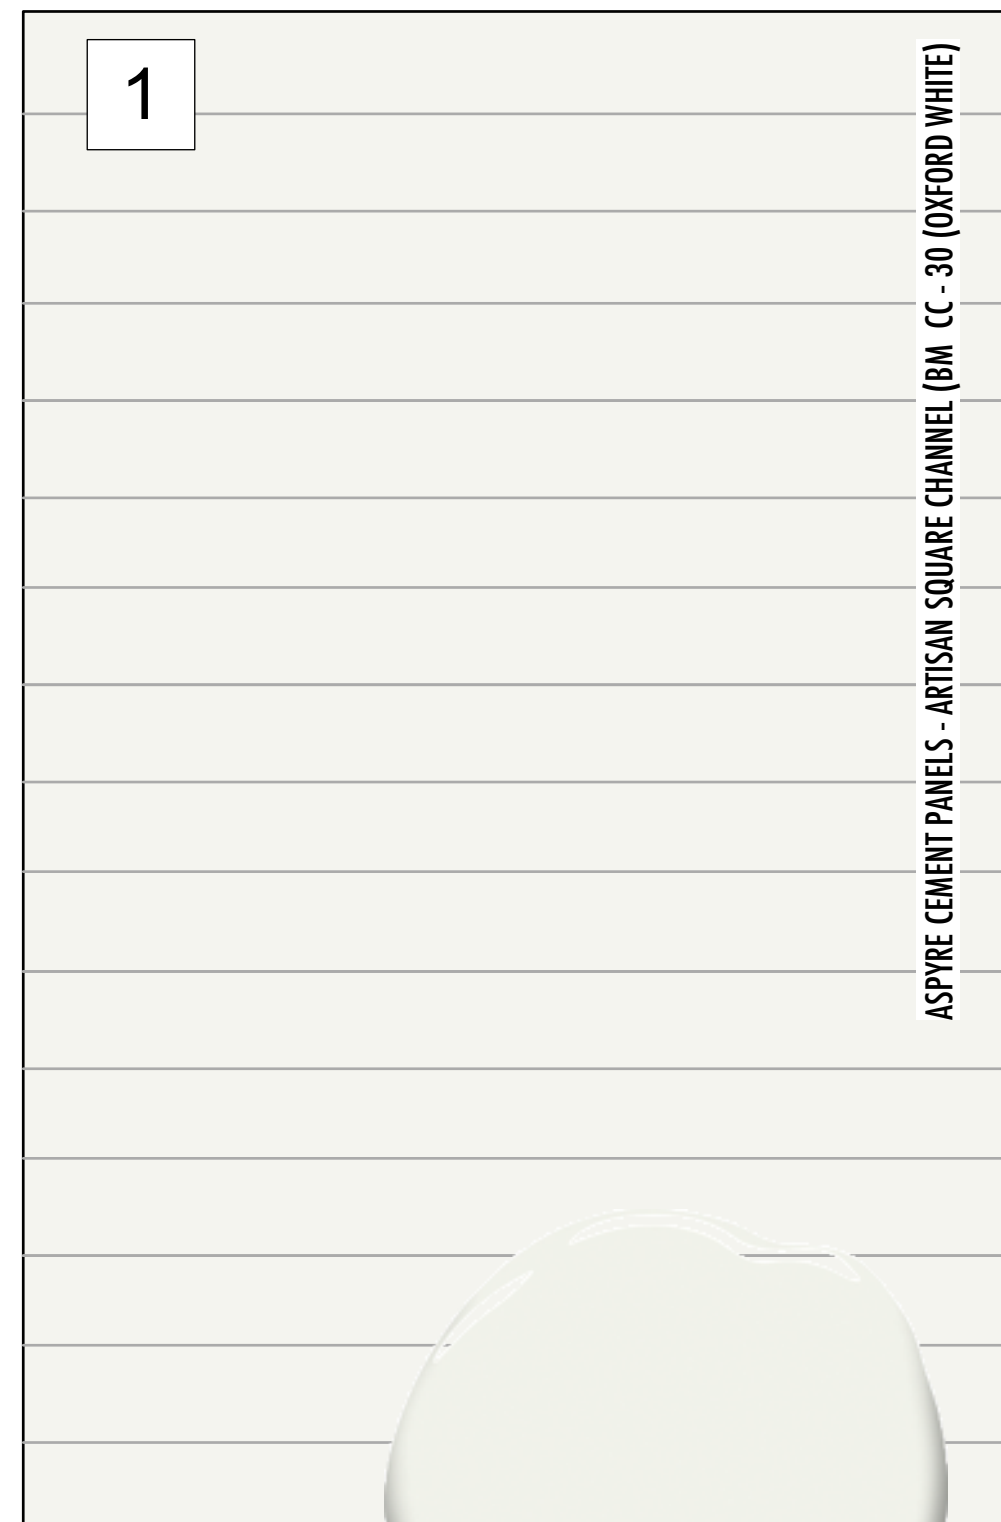 1
ASPYRE CEMENT PANELS - ARTISAN SQUARE CHANNEL (BM CC - 30 (OXFORD WHITE)